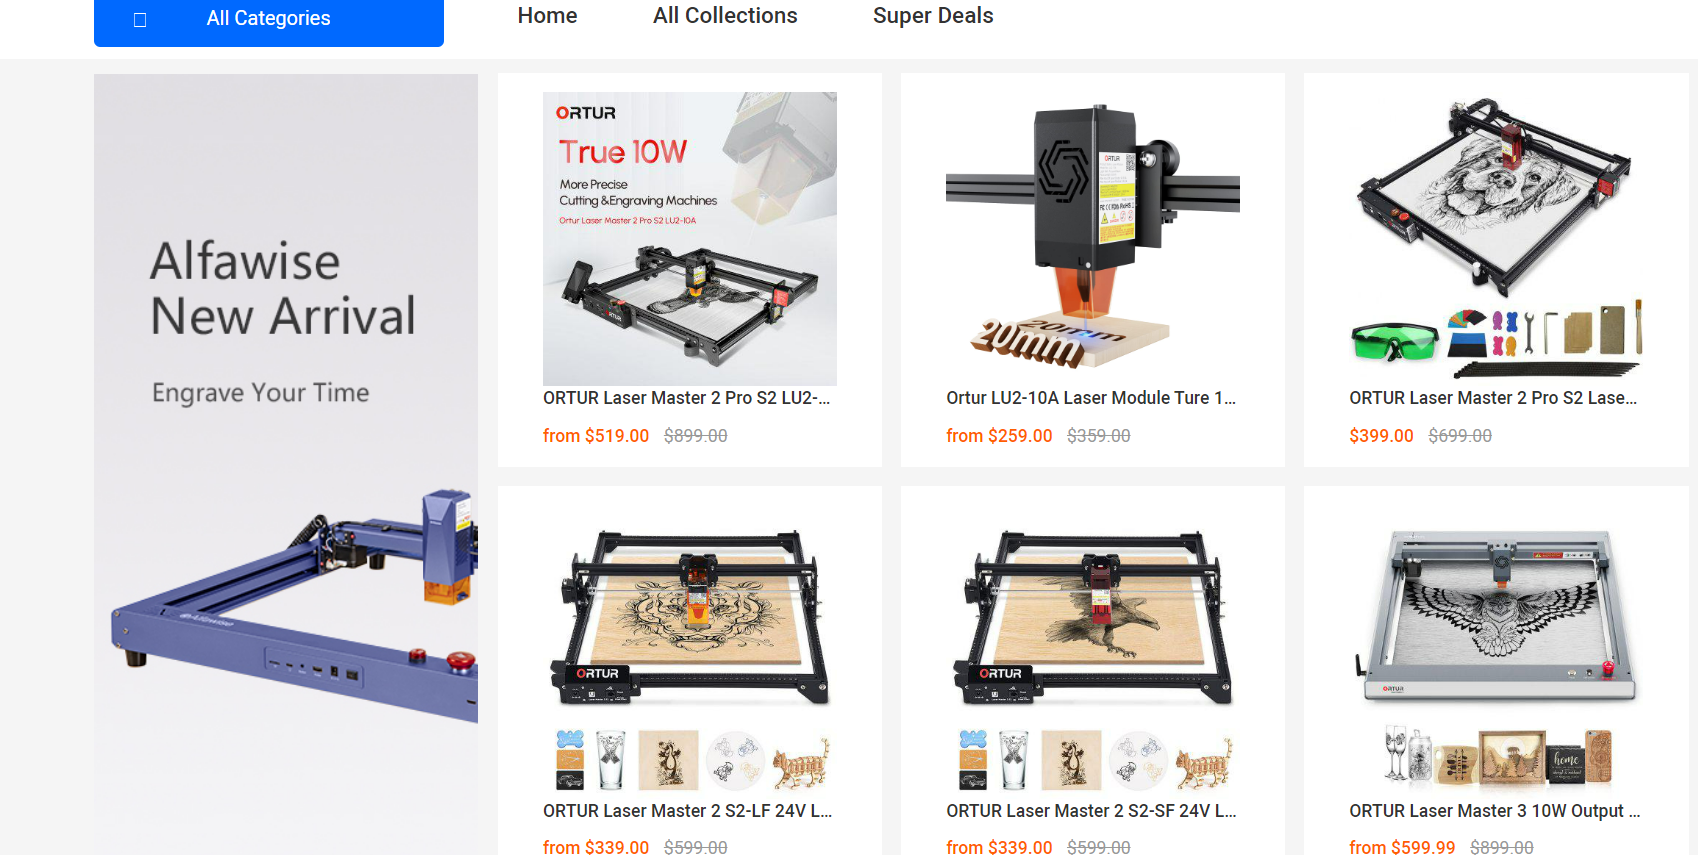 All Categories
Home
All Collections
Super Deals
Alfawise
New Arrival
Engrave Your Time
ORTUR
True 10W
More Precise
Cutting &Engraving Machines
Ortur Laser Master 2 Pro S2 LU2-10A
ORTUR Laser Master 2 Pro S2 LU2-...
from $519.00 $899.00
20mm
20mm
Ortur LU2-10A Laser Module Ture 1...
from $259.00 $359.00
ORTUR Laser Master 2 Pro S2 Lase...
$399.00 $699.00
ORTUR
ORTUR Laser Master 2 S2-LF 24V L...
from $339.00 $599.00
ORTUR
ORTUR Laser Master 2 S2-SF 24V L...
from $339.00 $599.00
ORTUR
home
ORTUR Laser Master 3 10W Output ...
from $599.99 $899.00